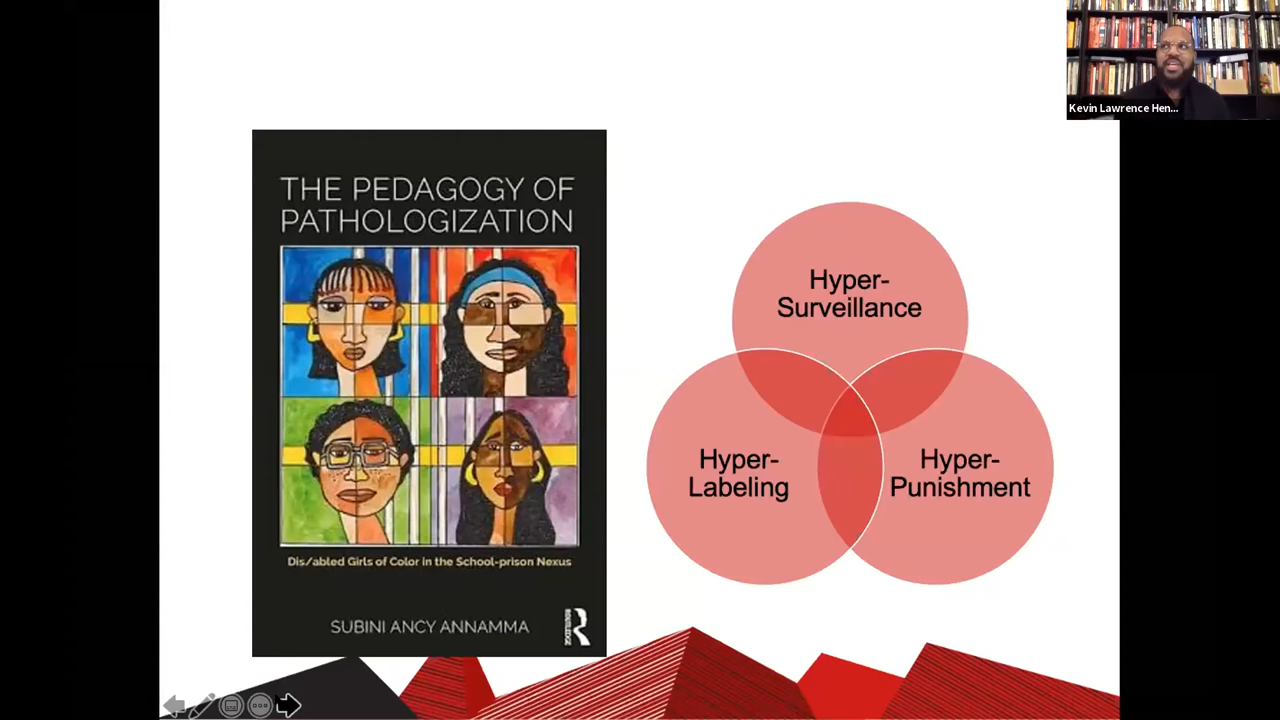 Kevin Lawrence Hen...
THE PEDAGOGY OF
PATHOLOGIZATION
Dis/abled Girls of Color in the School-prison Nexus
SUBINI ANCY ANNAMMA
ROUTLEDGE
Hyper-
Surveillance
Hyper-
Labeling
Hyper-
Punishment